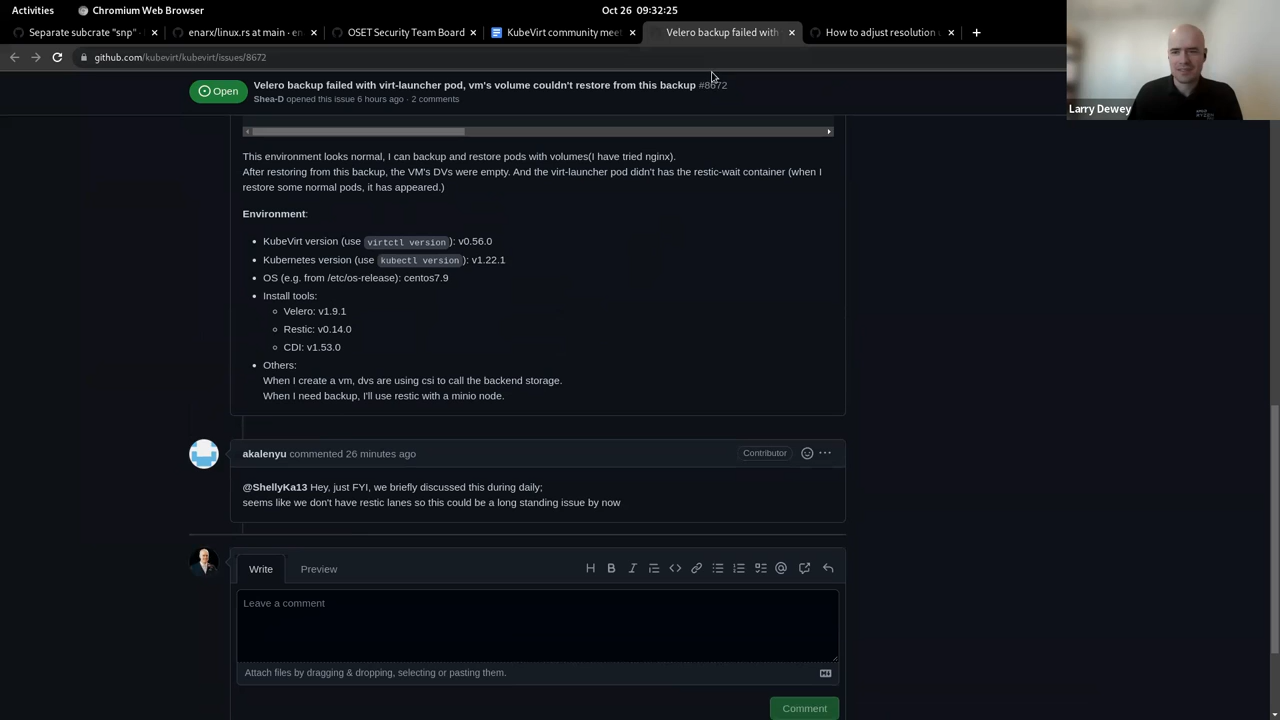 Activities
Chromium Web Browser
Oct 26 09:32:25
Separate subcrate "snp" ·
enarx/linux.rs at main · en
OSET Security Team Board
KubeVirt community meet
Velero backup failed with
How to adjust resolution u
github.com/kubevirt/kubevirt/issues/8672
Larry Dewey
Open
Velero backup failed with virt-launcher pod, vm's volume couldn't restore from this backup #8672
Shea-D opened this issue 6 hours ago · 2 comments
This environment looks normal, I can backup and restore pods with volumes(I have tried nginx).
After restoring from this backup, the VM's DVs were empty. And the virt-launcher pod didn't has the restic-wait container (when I
restore some normal pods, it has appeared.)
Environment:
• KubeVirt version (use virtctl version): v0.56.0
• Kubernetes version (use kubectl version): v1.22.1
• OS (e.g. from /etc/os-release): centos7.9
• Install tools:
Velero: v1.9.1
Restic: v0.14.0
CDI: v1.53.0
• Others:
When I create a vm, dvs are using csi to call the backend storage.
When I need backup, I'll use restic with a minio node.
akalenyu commented 26 minutes ago
Contributor
@ShellyKa13 Hey, just FYI, we briefly discussed this during daily;
seems like we don't have restic lanes so this could be a long standing issue by now
Write
Preview
Leave a comment
Attach files by dragging & dropping, selecting or pasting them.
Comment